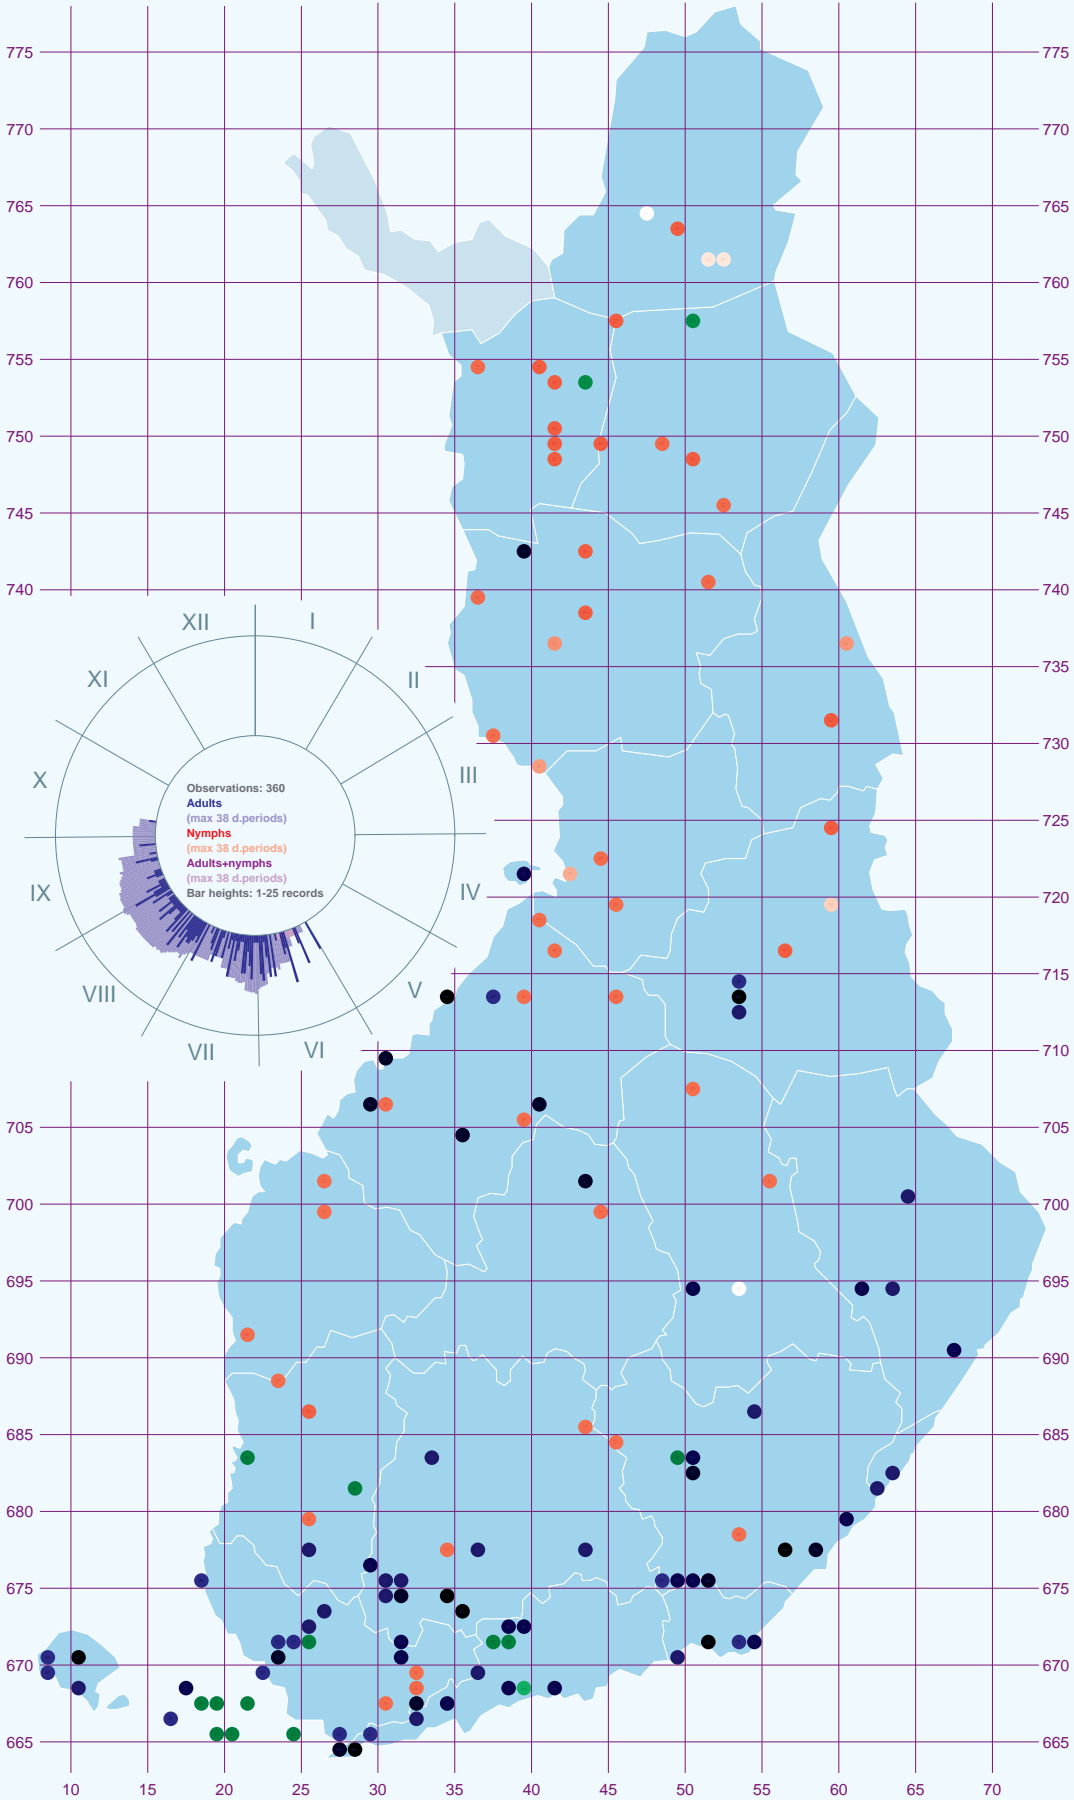 775 775
770 770
765 765
760 760
755 755
750 750
745 745
740 740
XII I
XI II
735
730
X III
Observations: 360
Adults
(max 38 d.periods)
Nymphs
(max 38 d.periods)
Adults+nymphs
(max 38 d.periods)
Bar heights: 1-25 records
725
IX IV
720
VIII V
715
VII VI
710
705 705
700 700
695 695
690 690
685 685
680 680
675 675
670 670
665 665
10 15 20 25 30 35 40 45 50 55 60 65 70